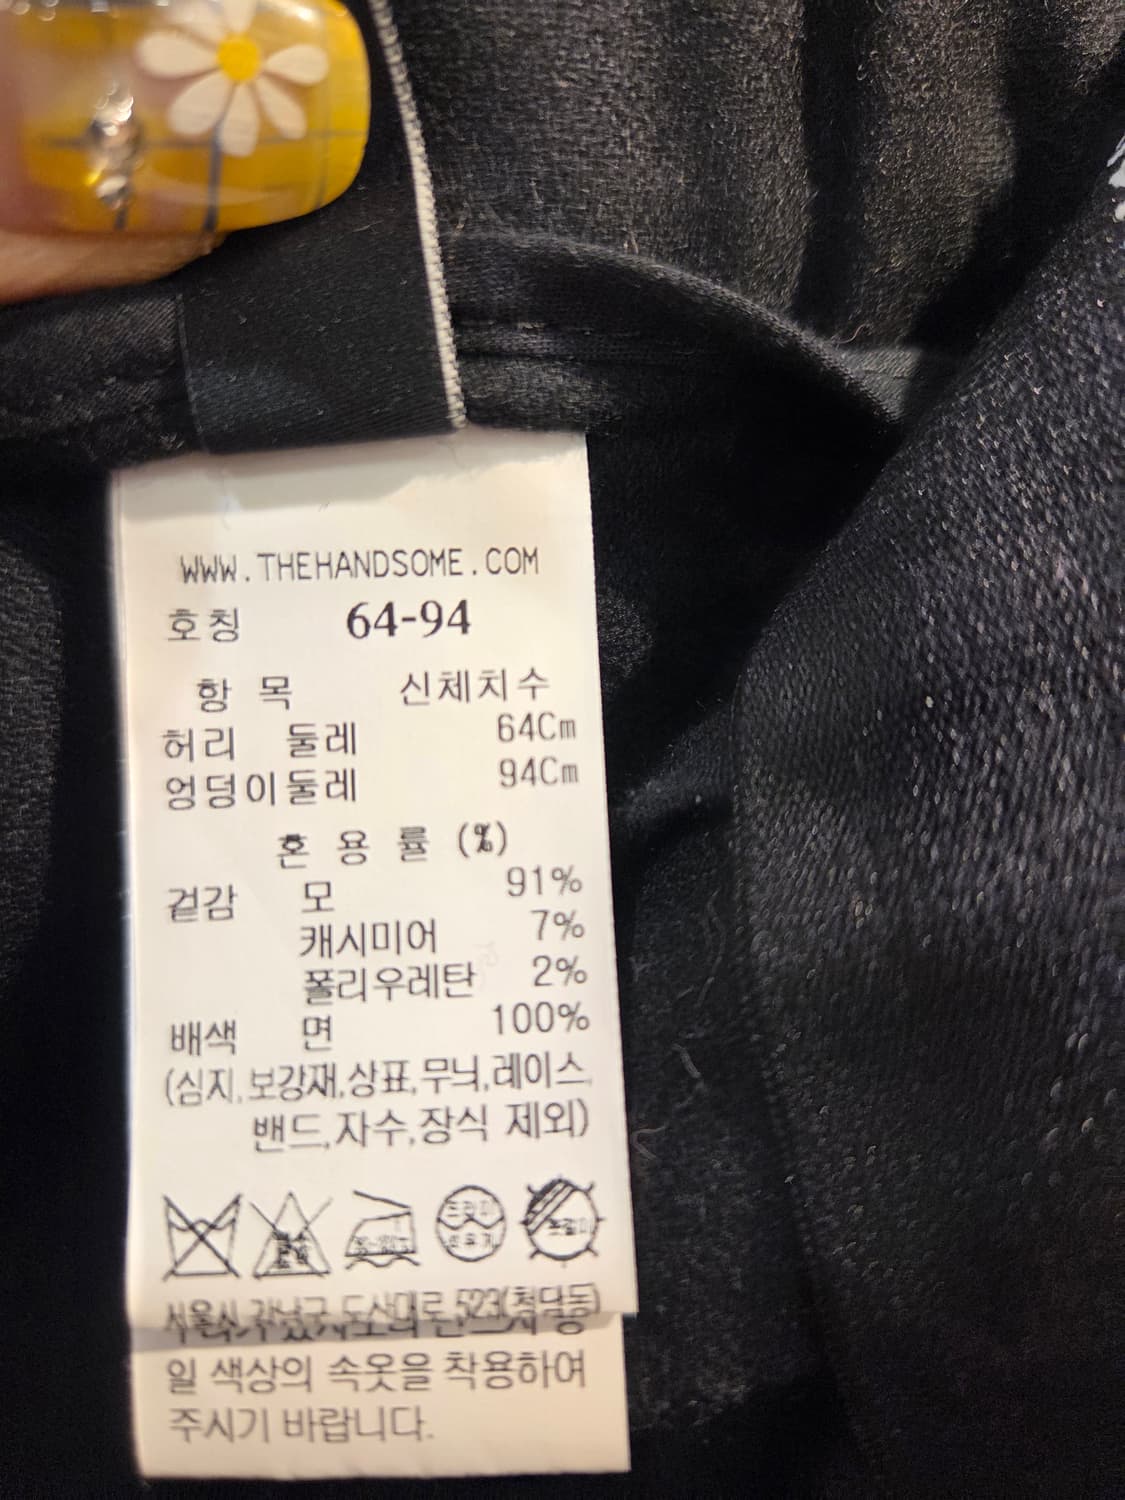 WWW.THEHANDSOME.COM
호칭 64-94
항 목 신체치수
허리 둘레 64Cm
엉덩이둘레 94Cm
혼 용 률 (%)
겉감 모 91%
캐시미어 7%
폴리우레탄 2%
배색 면 100%
(심지,보강재,상표,무늬,레이스,
밴드,자수,장식 제외)
드라이
서울시 강남구 도산대로 523(청담동)
일 색상의 속옷을 착용하여
주시기 바랍니다.